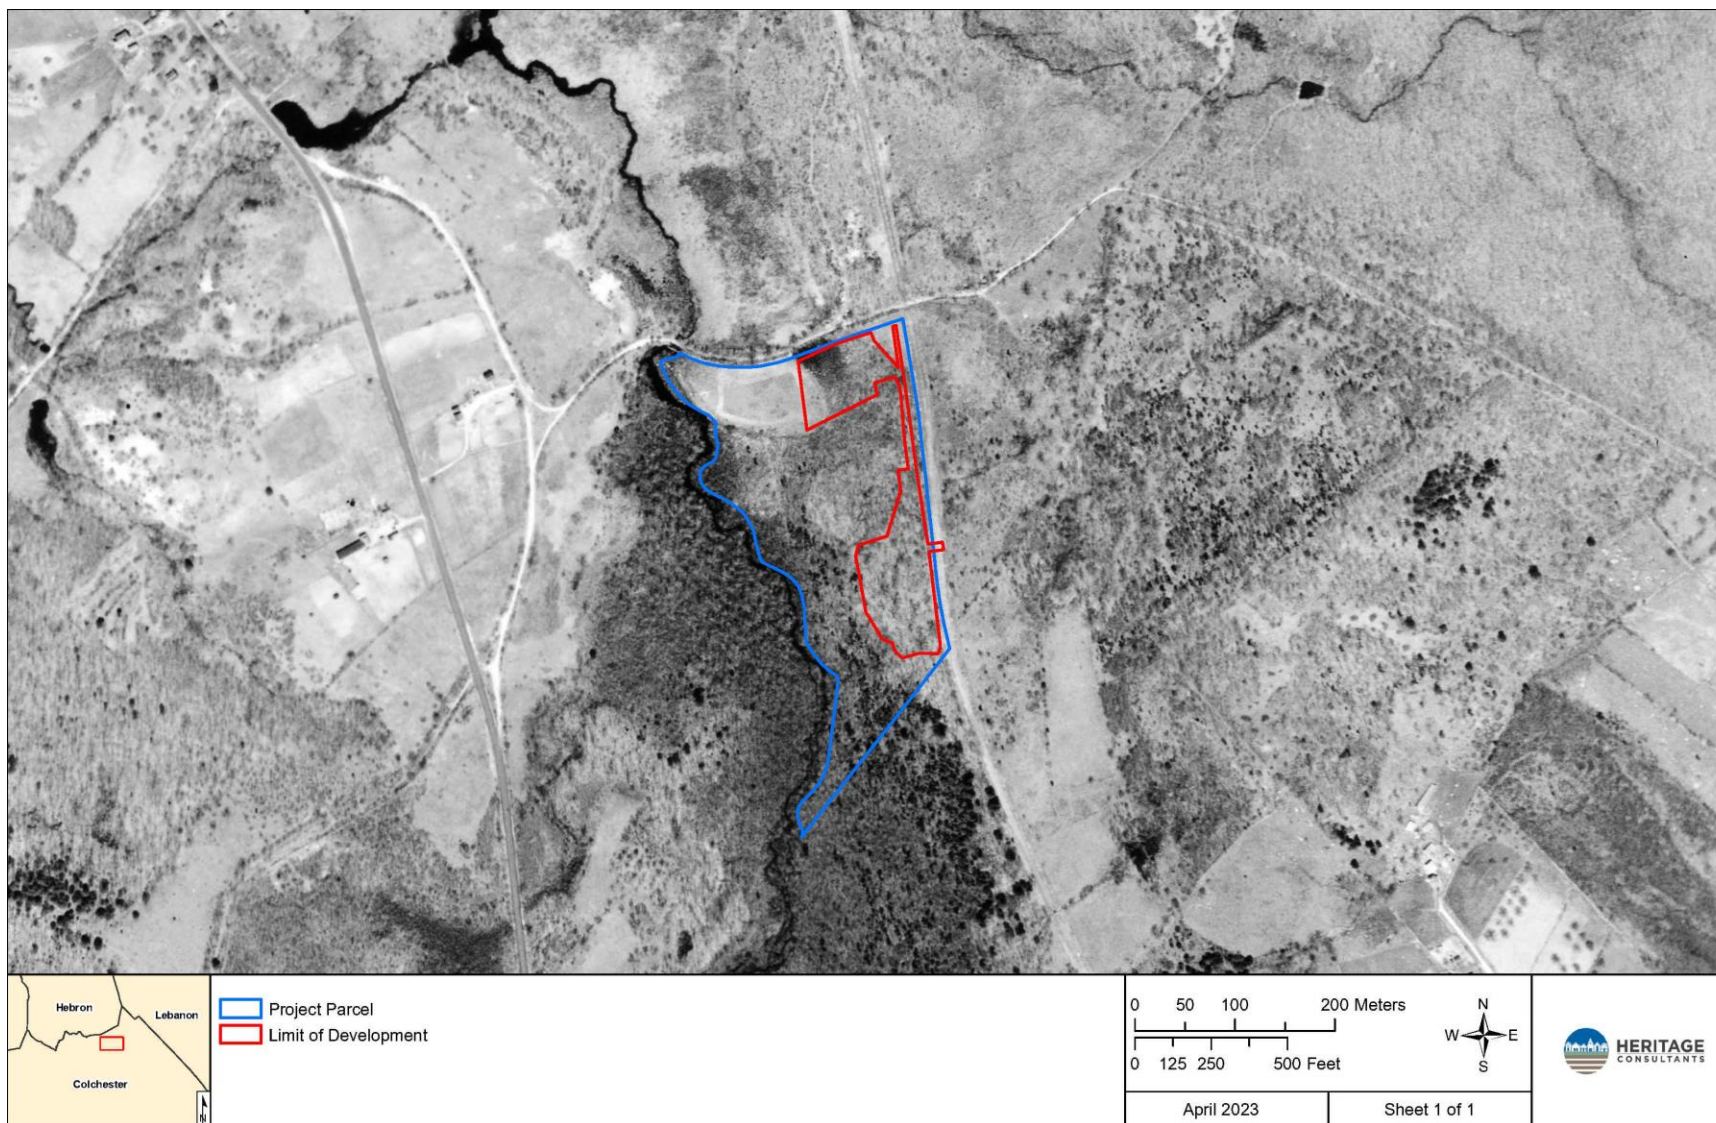 Hebron
Lebanon
Colchester
N
Project Parcel
Limit of Development
0 50 100 200 Meters
0 125 250 500 Feet
N
W E
S
April 2023
Sheet 1 of 1
HERITAGE
CONSULTANTS